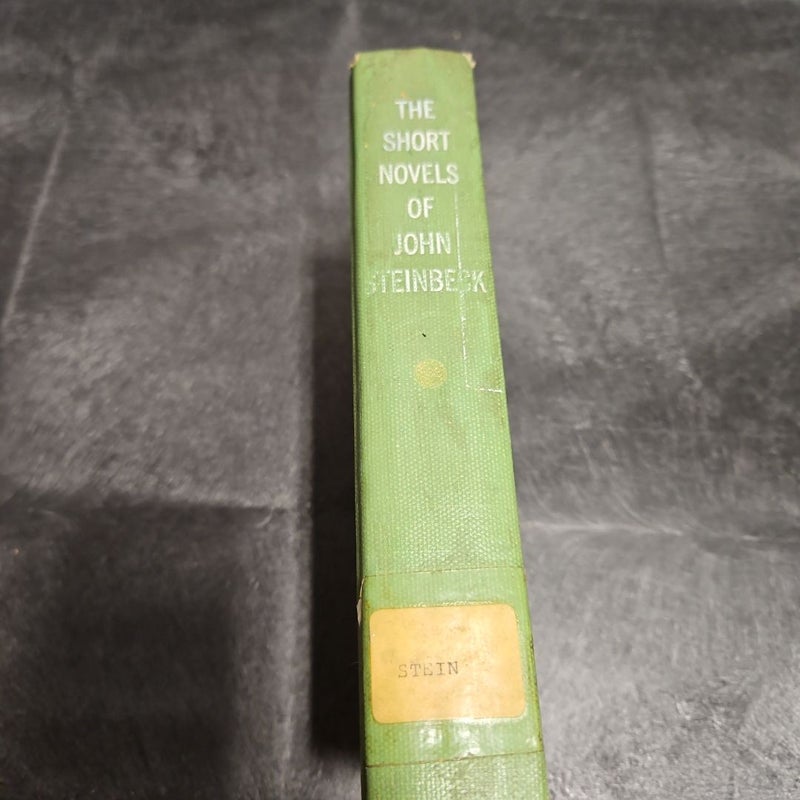 THE
SHORT
NOVELS
OF
JOHN
STEINBECK
STEIN